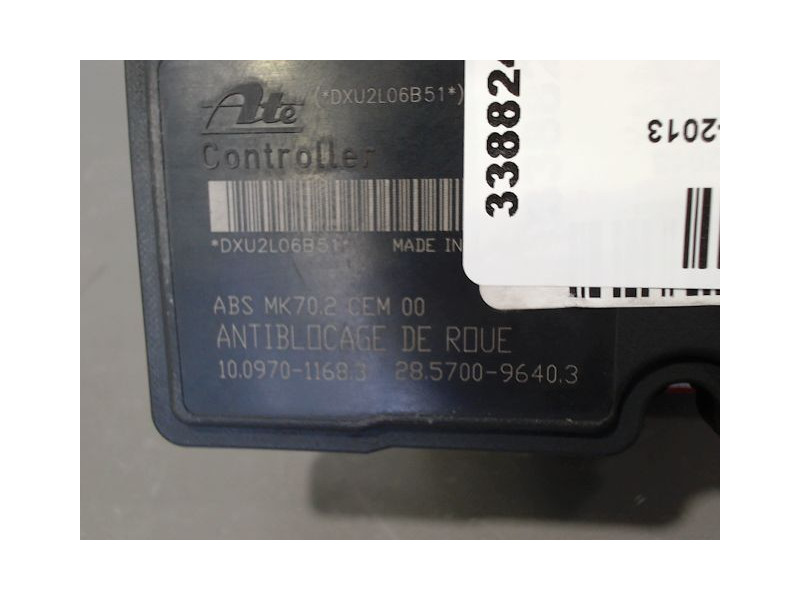 Ate (*DXU2L06B51*)
Controller
*DXU2L06B51* MADE IN
ABS MK70.2 CEM 00
ANTIBLOCAGE DE ROUE
10.0970-1168.3 28.5700-9640.3
338824
-2013